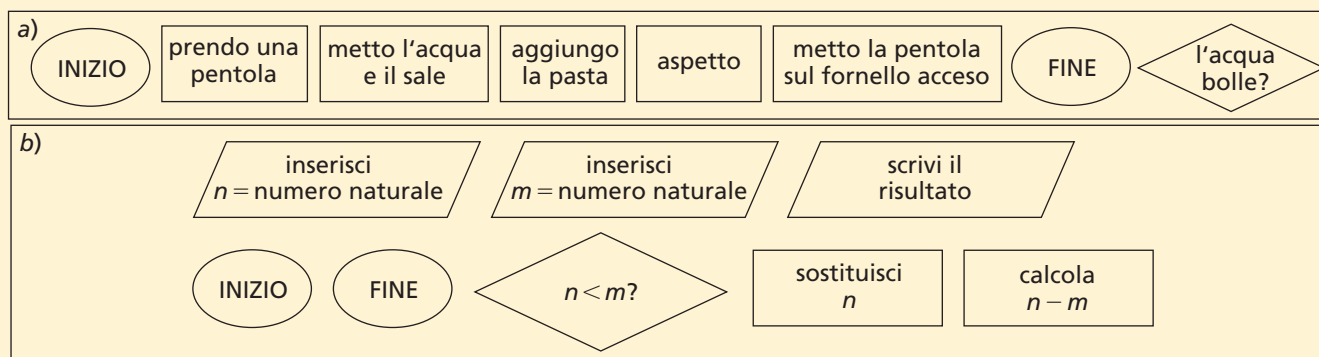 a)
INIZIO
prendo una
pentola
metto l'acqua
e il sale
aggiungo
la pasta
aspetto
metto la pentola
sul fornello acceso
FINE
l'acqua
bolle?
b)
inserisci
n = numero naturale
inserisci
m = numero naturale
scrivi il
risultato
INIZIO
FINE
n < m?
sostituisci
n
calcola
n − m